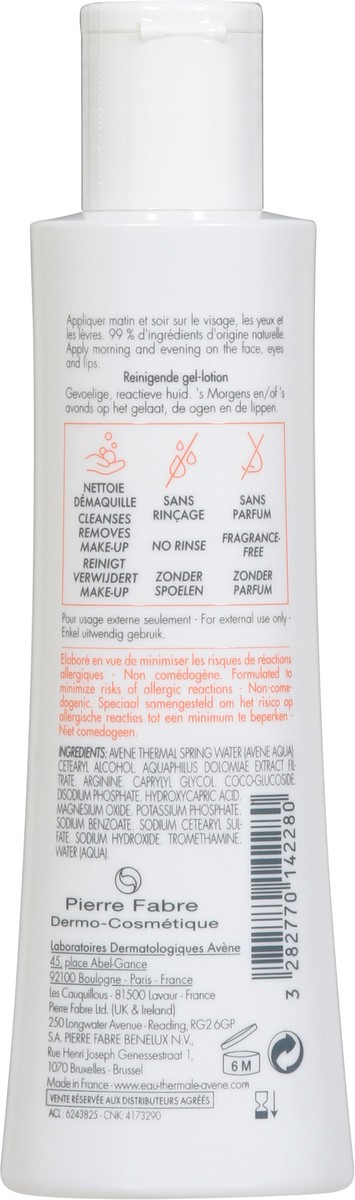 Appliquer matin et soir sur le visage, les yeux et
les lèvres. 99 % d'ingrédients d'origine naturelle.
Apply morning and evening on the face, eyes
and lips.
Reinigende gel-lotion
Gevoelige, reactieve huid. 's Morgens en/of 's
avonds op het gelaat, de ogen en de lippen.
NETTOIE
DÉMAQUILLE
CLEANSES
REMOVES
MAKE-UP
REINIGT
VERWIJDERT
MAKE-UP
SANS
RINÇAGE
NO RINSE
ZONDER
SPOELEN
SANS
PARFUM
FRAGRANCE-
FREE
ZONDER
PARFUM
Pour usage externe seulement - For external use only -
Enkel uitwendig gebruik.
Elaboré en vue de minimiser les risques de réactions
allergiques - Non comédogène. Formulated to
minimize risks of allergic reactions - Non-come-
dogenic. Speciaal samengesteld om het risico op
allergische reacties tot een minimum te beperken -
Niet comedogeen.
INGREDIENTS: AVENE THERMAL SPRING WATER (AVENE AQUA).
CETEARYL ALCOHOL. AQUAPHILUS DOLOMIAE EXTRACT FIL-
TRATE. ARGININE. CAPRYLYL GLYCOL. COCO-GLUCOSIDE.
DISODIUM PHOSPHATE. HYDROXYCAPRIC ACID.
MAGNESIUM OXIDE. POTASSIUM PHOSPHATE.
SODIUM BENZOATE. SODIUM CETEARYL SUL-
FATE. SODIUM HYDROXIDE. TROMETHAMINE.
WATER (AQUA).
Pierre Fabre
Dermo-Cosmétique
Laboratoires Dermatologiques Avène
45, place Abel-Gance
92100 Boulogne - Paris - France
Les Cauquillous - 81500 Lavaur - France
Pierre Fabre Ltd. (UK & Ireland)
250 Longwater Avenue - Reading, RG2 6GP
S.A. PIERRE FABRE BENELUX N.V.,
Rue Henri Joseph Genessestraat 1,
1070 Bruxelles - Brussel
Made in France - www.eau-thermale-avene.com
VENTE RÉSERVÉE AUX DISTRIBUTEURS AGRÉÉS
ACL : 6243825 - CNK: 4173290
3 282770 142280
6 M